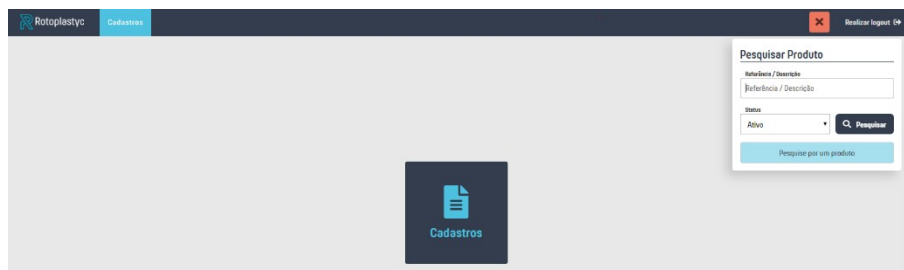 Rotoplastyc
Cadastros
Realizar logout
Pesquisar Produto
Referência / Descrição
Referência / Descrição
Status
Ativo
Pesquisar
Pesquise por um produto
Cadastros